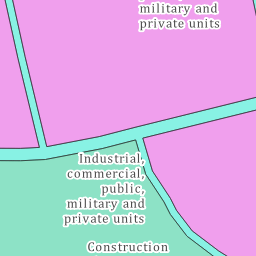 military and
private units
Industrial,
commercial,
public,
military and
private units
Construction